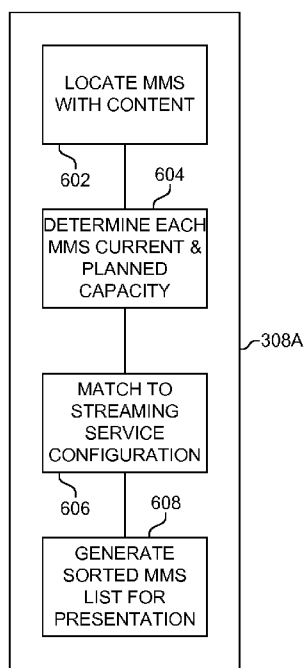 LOCATE MMS
WITH CONTENT
602
604
DETERMINE EACH
MMS CURRENT &
PLANNED
CAPACITY
308A
MATCH TO
STREAMING
SERVICE
CONFIGURATION
606
608
GENERATE
SORTED MMS
LIST FOR
PRESENTATION